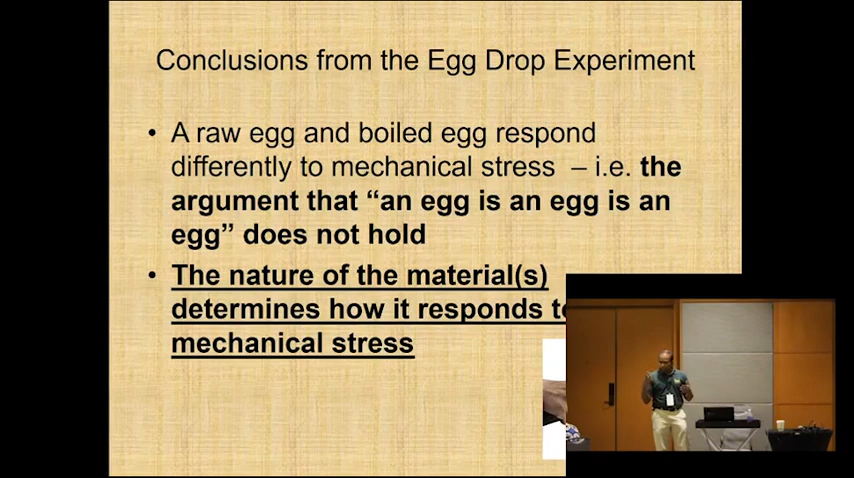 Conclusions from the Egg Drop Experiment
• A raw egg and boiled egg respond
differently to mechanical stress – i.e. the
argument that “an egg is an egg is an
egg” does not hold
• The nature of the material(s)
determines how it responds to
mechanical stress